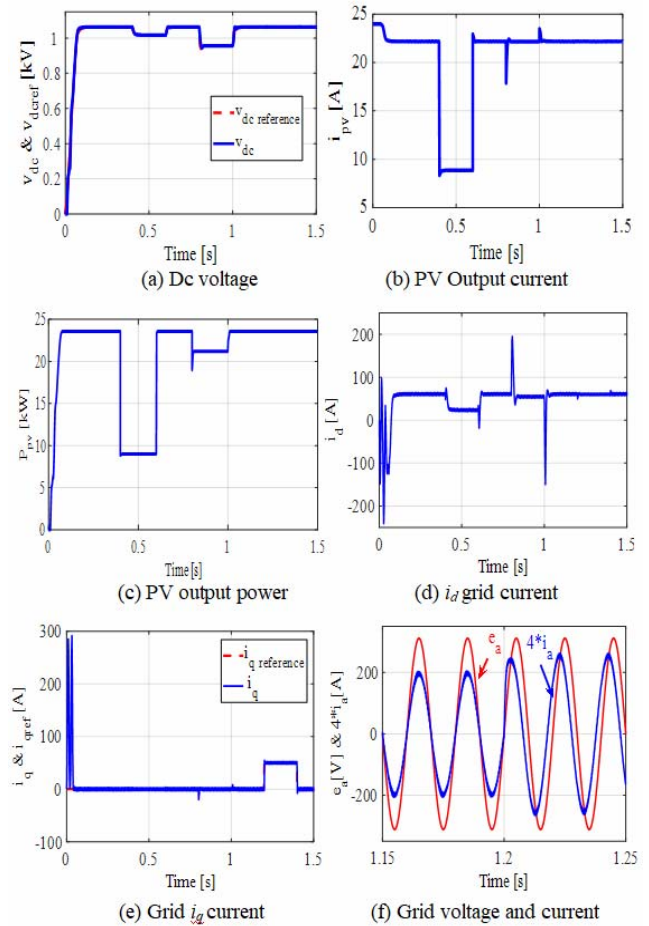 v_dc & v_dcref [kV]
1
0.8
0.6
0.4
0.2
0
v_dc reference
v_dc
0 0.5 1 1.5
Time [s]
(a) Dc voltage
i_pv [A]
25
20
15
10
5
0 0.5 1 1.5
Time [s]
(b) PV Output current
P_pv [kW]
25
20
15
10
5
0
0 0.5 1 1.5
Time[s]
(c) PV output power
i_d [A]
200
100
0
-100
-200
0 0.5 1.0 1.5
Time [s]
(d) i_d grid current
i_q & i_qref [A]
300
200
100
0
-100
i_q reference
i_q
0 0.5 1 1.5
Time [s]
(e) Grid i_q current
e_a[V] & 4*i_a[A]
200
0
-200
e_a
4*i_a
1.15 1.2 1.25
Time [s]
(f) Grid voltage and current